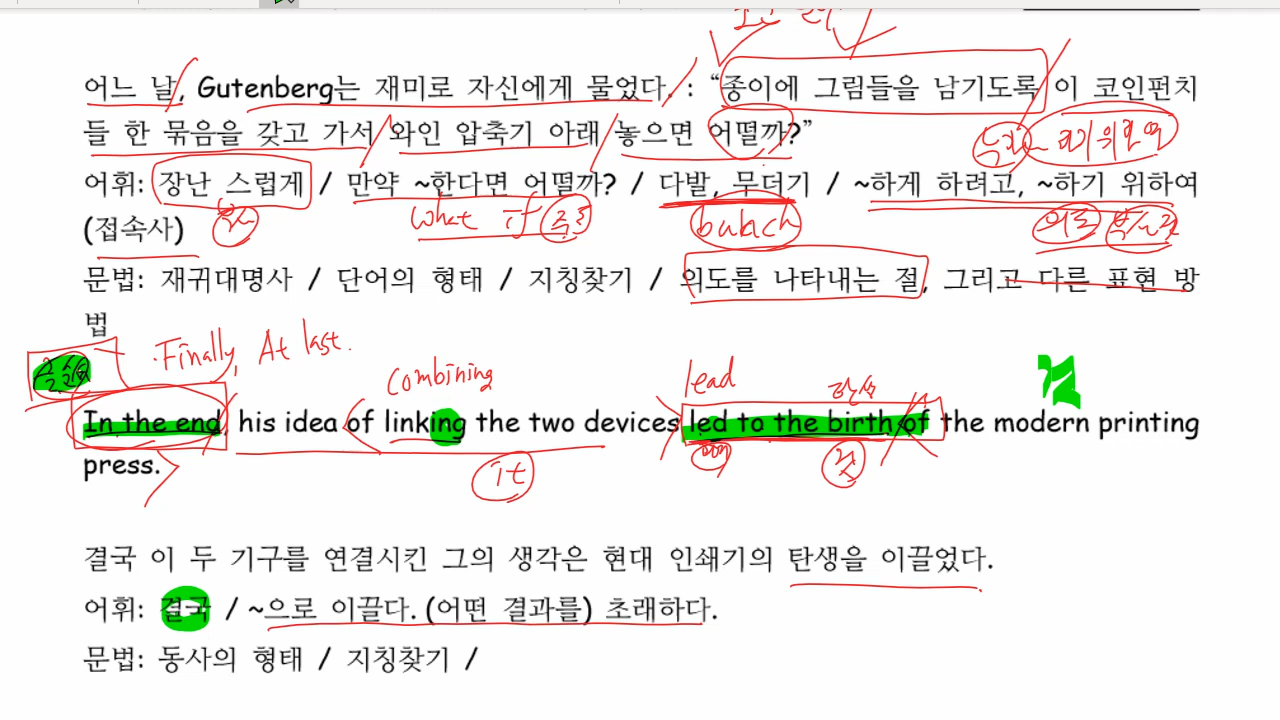 어느 날, Gutenberg는 재미로 자신에게 물었다. : “종이에 그림들을 남기도록 이 코인펀치
들 한 묶음을 갖고 가서 와인 압축기 아래 놓으면 어떨까?”
어휘: 장난 스럽게 / 만약 ~한다면 어떨까? / 다발, 무더기 / ~하게 하려고, ~하기 위하여
what if
(접속사)
문법: 재귀대명사 / 단어의 형태 / 지칭찾기 / 의도를 나타내는 절, 그리고 다른 표현 방
법
Finally, At last.
combining lead 탄생
In the end, his idea of linking the two devices led to the birth of the modern printing
it
press.
결국 이 두 기구를 연결시킨 그의 생각은 현대 인쇄기의 탄생을 이끌었다.
어휘: 결국 / ~으로 이끌다. (어떤 결과를) 초래하다.
문법: 동사의 형태 / 지칭찾기 /